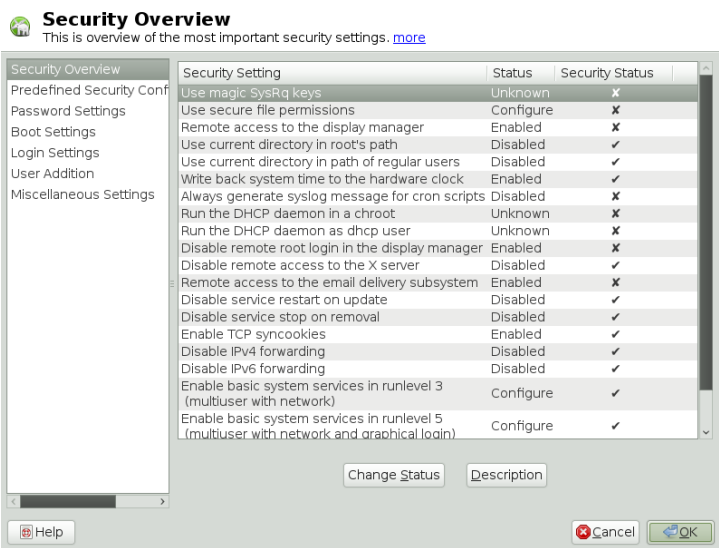 Security Overview
This is overview of the most important security settings. more
Security Overview
Predefined Security Conf
Password Settings
Boot Settings
Login Settings
User Addition
Miscellaneous Settings
Security Setting Status Security Status
Use magic SysRq keys Unknown ✘
Use secure file permissions Configure ✘
Remote access to the display manager Enabled ✘
Use current directory in root's path Disabled ✔
Use current directory in path of regular users Disabled ✔
Write back system time to the hardware clock Enabled ✔
Always generate syslog message for cron scripts Disabled ✘
Run the DHCP daemon in a chroot Unknown ✘
Run the DHCP daemon as dhcp user Unknown ✘
Disable remote root login in the display manager Enabled ✘
Disable remote access to the X server Disabled ✔
Remote access to the email delivery subsystem Enabled ✘
Disable service restart on update Disabled ✔
Disable service stop on removal Disabled ✔
Enable TCP syncookies Enabled ✔
Disable IPv4 forwarding Disabled ✔
Disable IPv6 forwarding Disabled ✔
Enable basic system services in runlevel 3
(multiuser with network) Configure ✔
Enable basic system services in runlevel 5
(multiuser with network and graphical login) Configure ✔
Change Status Description
Help Cancel OK